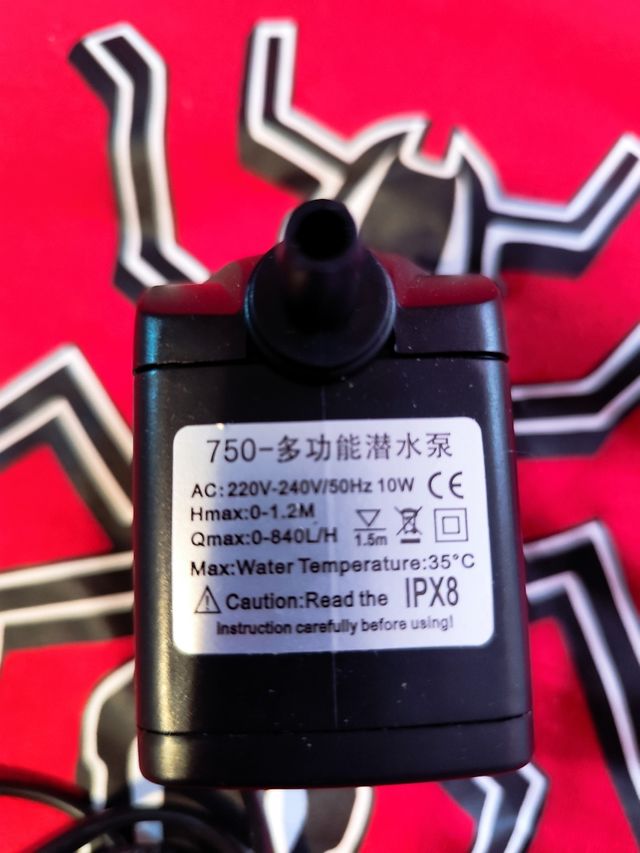 750-多功能潜水泵
AC:220V-240V/50Hz 10W CE
Hmax:0-1.2M
Qmax:0-840L/H 1.5m
Max:Water Temperature:35°C
Caution:Read the IPX8
Instruction carefully before using!